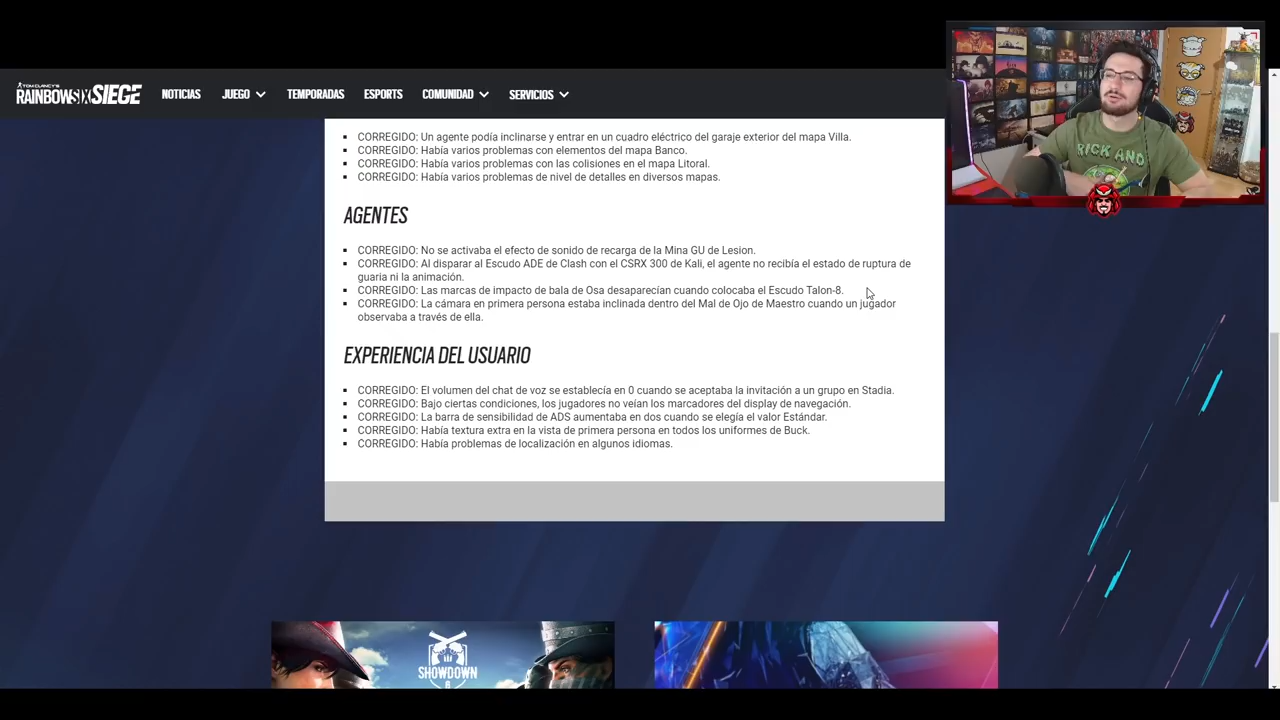 TOM CLANCY'S
RAINBOWSIX SIEGE
NOTICIAS JUEGO TEMPORADAS ESPORTS COMUNIDAD SERVICIOS
CORREGIDO: Un agente podía inclinarse y entrar en un cuadro eléctrico del garaje exterior del mapa Villa.
CORREGIDO: Había varios problemas con elementos del mapa Banco.
CORREGIDO: Había varios problemas con las colisiones en el mapa Litoral.
CORREGIDO: Había varios problemas de nivel de detalles en diversos mapas.
AGENTES
CORREGIDO: No se activaba el efecto de sonido de recarga de la Mina GU de Lesion.
CORREGIDO: Al disparar al Escudo ADE de Clash con el CSRX 300 de Kali, el agente no recibía el estado de ruptura de
guaria ni la animación.
CORREGIDO: Las marcas de impacto de bala de Osa desaparecían cuando colocaba el Escudo Talon-8.
CORREGIDO: La cámara en primera persona estaba inclinada dentro del Mal de Ojo de Maestro cuando un jugador
observaba a través de ella.
EXPERIENCIA DEL USUARIO
CORREGIDO: El volumen del chat de voz se establecía en 0 cuando se aceptaba la invitación a un grupo en Stadia.
CORREGIDO: Bajo ciertas condiciones, los jugadores no veían los marcadores del display de navegación.
CORREGIDO: La barra de sensibilidad de ADS aumentaba en dos cuando se elegía el valor Estándar.
CORREGIDO: Había textura extra en la vista de primera persona en todos los uniformes de Buck.
CORREGIDO: Había problemas de localización en algunos idiomas.
RICK AND
SHOWDOWN